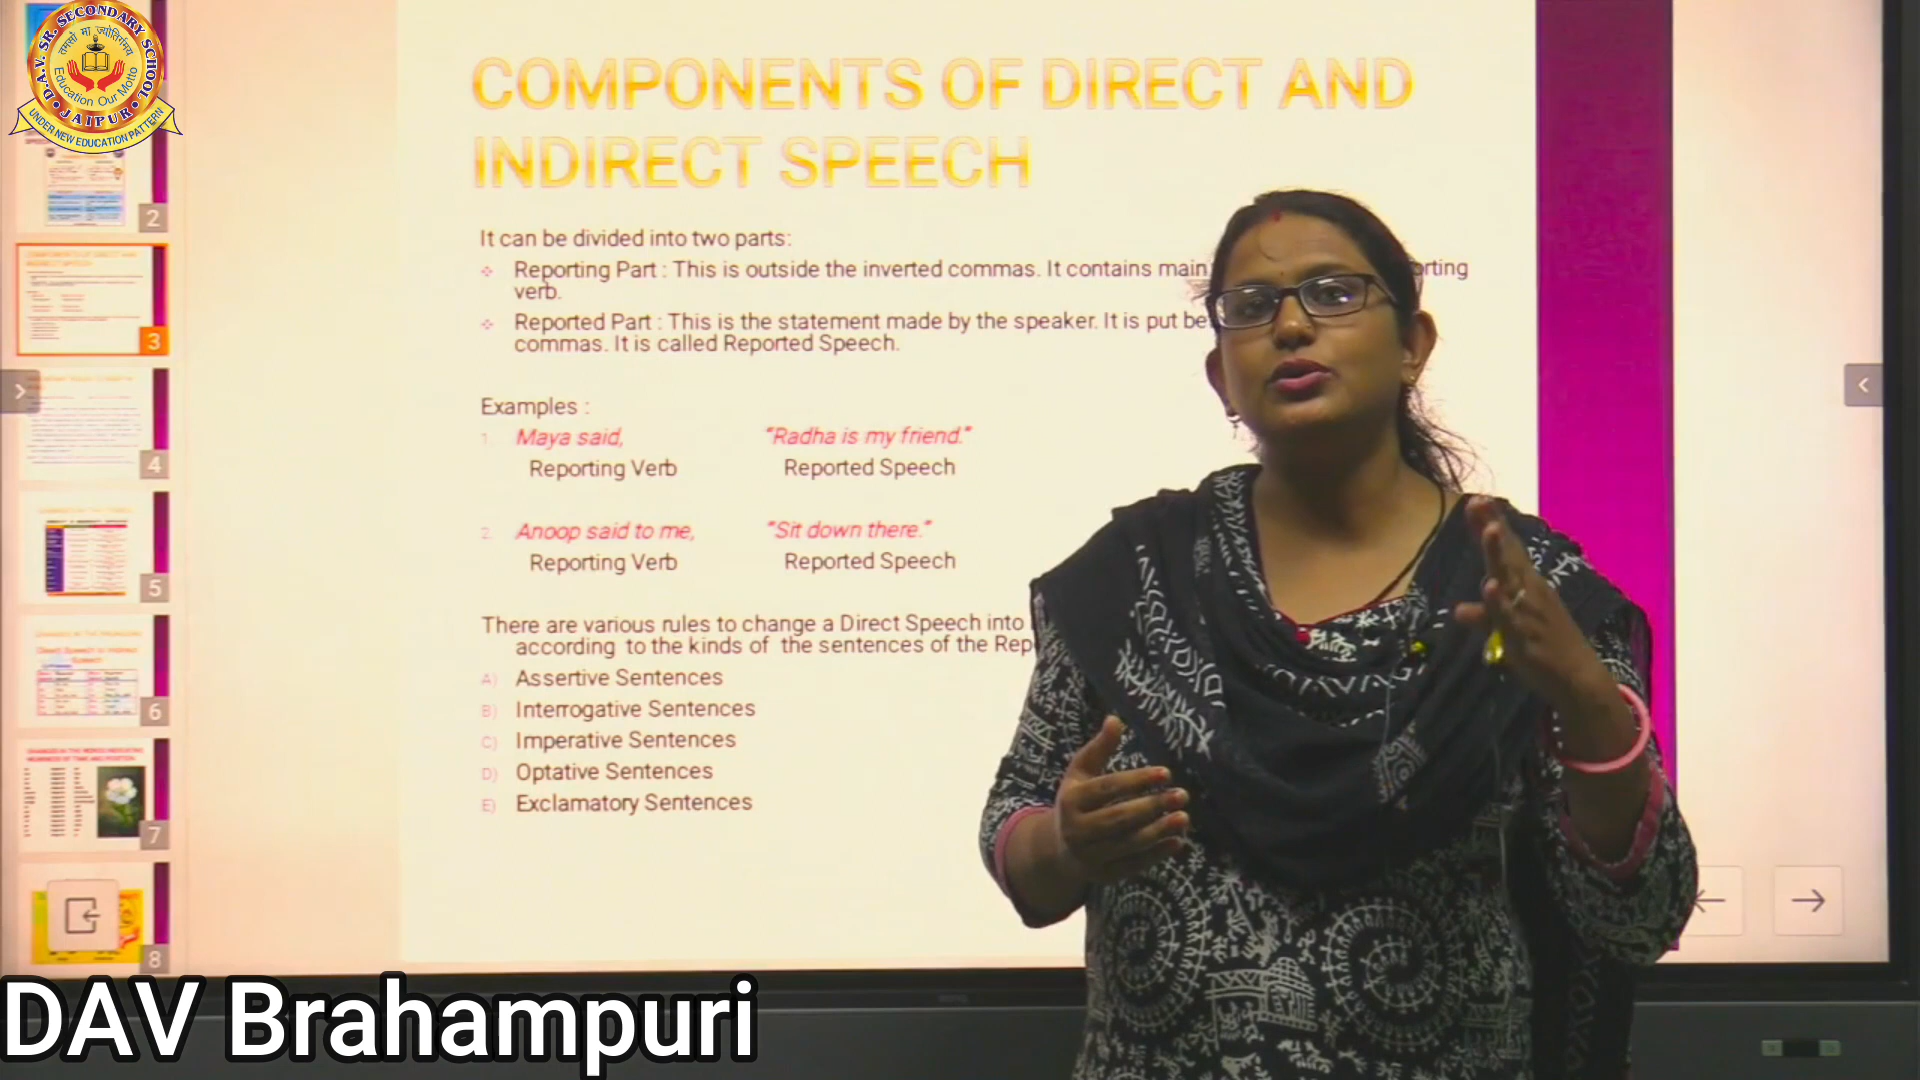 D.A.V. SR. SECONDARY SCHOOL
तमसो मा ज्योतिर्गमय
Education Our Motto
JAIPUR
UNDER NEW EDUCATION PATTERN
COMPONENTS OF DIRECT AND
INDIRECT SPEECH
It can be divided into two parts:
Reporting Part : This is outside the inverted commas. It contains main
verb.
Reported Part : This is the statement made by the speaker. It is put
commas. It is called Reported Speech.
Examples :
1. Maya said, "Radha is my friend."
Reporting Verb Reported Speech
2. Anoop said to me, "Sit down there."
Reporting Verb Reported Speech
There are various rules to change a Direct Speech into
according to the kinds of the sentences of the
A) Assertive Sentences
B) Interrogative Sentences
C) Imperative Sentences
D) Optative Sentences
E) Exclamatory Sentences
2
3
4
5
6
7
8
DAV Brahampuri